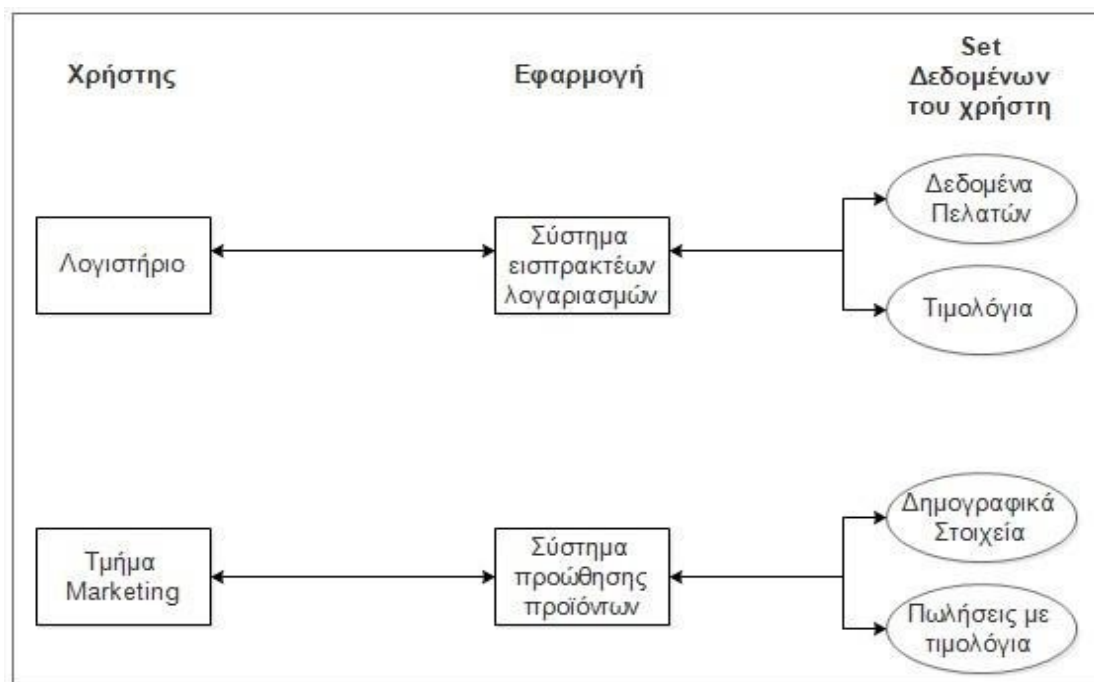 Χρήστης
Εφαρμογή
Set
Δεδομένων
του χρήστη
Λογιστήριο
Σύστημα
εισπρακτέων
λογαριασμών
Δεδομένα
Πελατών
Τιμολόγια
Τμήμα
Marketing
Σύστημα
προώθησης
προϊόντων
Δημογραφικά
Στοιχεία
Πωλήσεις με
τιμολόγια